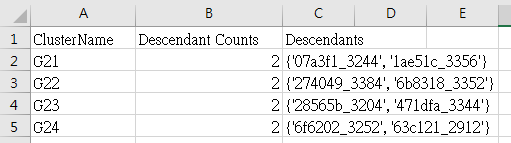 A B C D E
1 ClusterName Descendant Counts Descendants
2 G21 2 {'07a3f1_3244', '1ae51c_3356'}
3 G22 2 {'274049_3384', '6b8318_3352'}
4 G23 2 {'28565b_3204', '471dfa_3344'}
5 G24 2 {'6f6202_3252', '63c121_2912'}